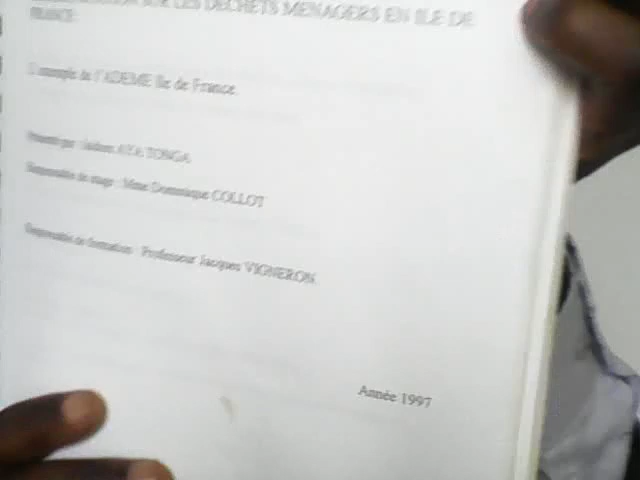 SUR LES DECHETS MENAGERS EN ILE DE
FRANCE
L'exemple de l'ADEME Ile de France.
Présenté par : ATA TONGA
Responsable de stage : Mme Dominique COLLOT
Responsable de formation : Professeur Jacques VIGNERON.
Année 1997